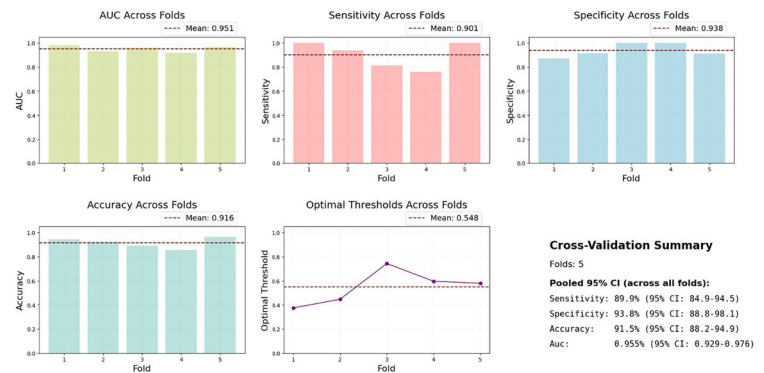 AUC Across Folds
Mean: 0.951
1.0
0.8
0.6
0.4
0.2
0.0
AUC
1 2 3 4 5
Fold
Sensitivity Across Folds
Mean: 0.901
1.0
0.8
0.6
0.4
0.2
0.0
Sensitivity
1 2 3 4 5
Fold
Specificity Across Folds
Mean: 0.938
1.0
0.8
0.6
0.4
0.2
0.0
Specificity
1 2 3 4 5
Fold
Accuracy Across Folds
Mean: 0.916
1.0
0.8
0.6
0.4
0.2
0.0
Accuracy
1 2 3 4 5
Fold
Optimal Thresholds Across Folds
Mean: 0.548
1.0
0.8
0.6
0.4
0.2
0.0
Optimal Threshold
1 2 3 4 5
Fold
Cross-Validation Summary
Folds: 5
Pooled 95% CI (across all folds):
Sensitivity: 89.9% (95% CI: 84.9-94.5)
Specificity: 93.8% (95% CI: 88.8-98.1)
Accuracy: 91.5% (95% CI: 88.2-94.9)
Auc: 0.955% (95% CI: 0.929-0.976)